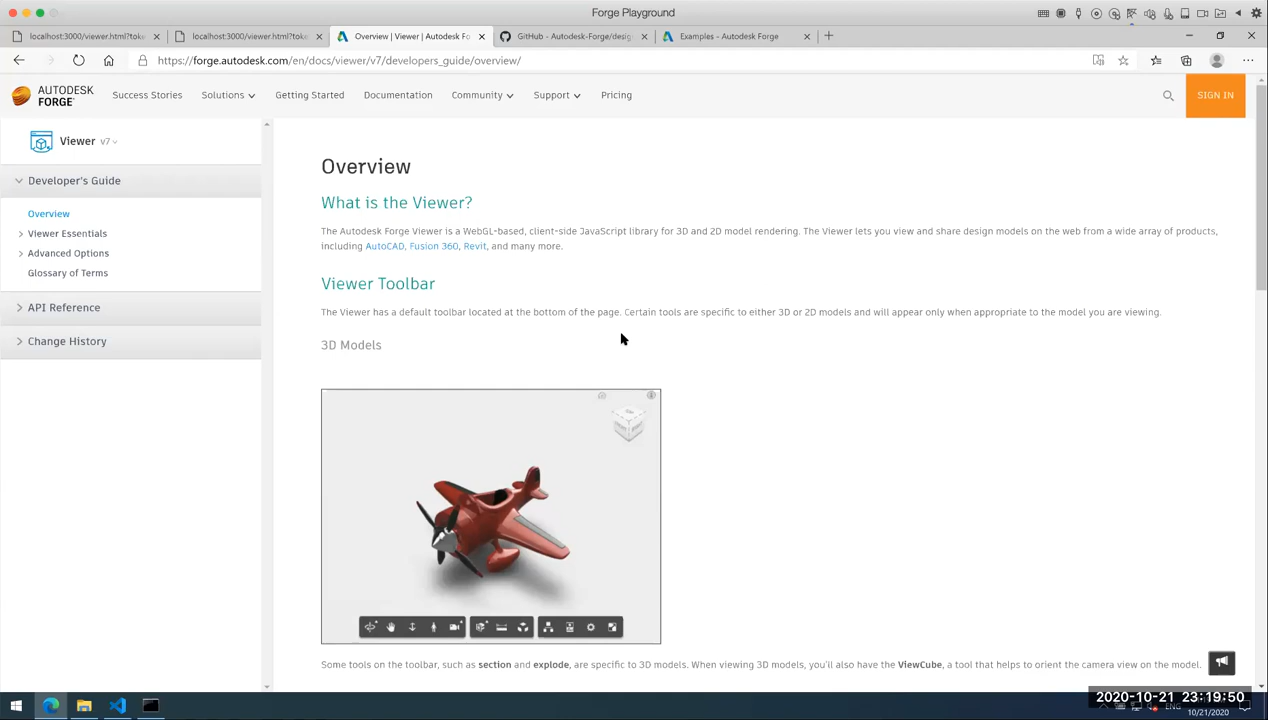 Forge Playground
localhost:3000/viewer.html?toke
localhost:3000/viewer.html?toke
Overview | Viewer | Autodesk Fo
GitHub - Autodesk-Forge/desig
Examples - Autodesk Forge
https://forge.autodesk.com/en/docs/viewer/v7/developers_guide/overview/
AUTODESK
FORGE
Success Stories
Solutions
Getting Started
Documentation
Community
Support
Pricing
SIGN IN
Viewer v7
Developer's Guide
Overview
Viewer Essentials
Advanced Options
Glossary of Terms
API Reference
Change History
Overview
What is the Viewer?
The Autodesk Forge Viewer is a WebGL-based, client-side JavaScript library for 3D and 2D model rendering. The Viewer lets you view and share design models on the web from a wide array of products,
including AutoCAD, Fusion 360, Revit, and many more.
Viewer Toolbar
The Viewer has a default toolbar located at the bottom of the page. Certain tools are specific to either 3D or 2D models and will appear only when appropriate to the model you are viewing.
3D Models
Some tools on the toolbar, such as section and explode, are specific to 3D models. When viewing 3D models, you'll also have the ViewCube, a tool that helps to orient the camera view on the model.
2020-10-21 23:19:50
ENG
10/21/2020